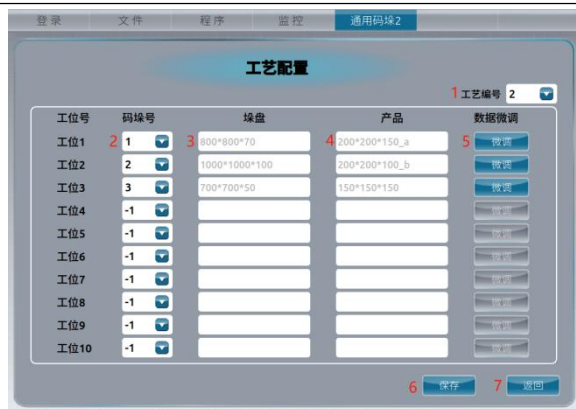 登录 文件 程序 监控 通用码垛2
工艺配置
1 工艺编号 2
工位号 码垛号 垛盘 产品 数据微调
工位1 2 1 3 800*800*70 4 200*200*150_a 5 微调
工位2 2 1000*1000*100 200*200*100_b 微调
工位3 3 700*700*50 150*150*150 微调
工位4 -1 微调
工位5 -1 微调
工位6 -1 微调
工位7 -1 微调
工位8 -1 微调
工位9 -1 微调
工位10 -1 微调
6 保存 7 返回